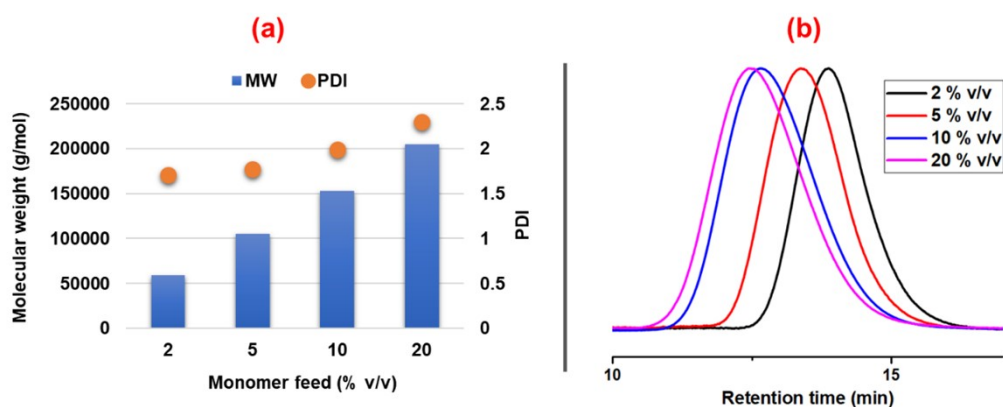 (a)
MW PDI
Molecular weight (g/mol)
250000
200000
150000
100000
50000
0
2.5
2
1.5
1
0.5
0
PDI
2 5 10 20
Monomer feed (% v/v)
(b)
2 % v/v
5 % v/v
10 % v/v
20 % v/v
10 15
Retention time (min)